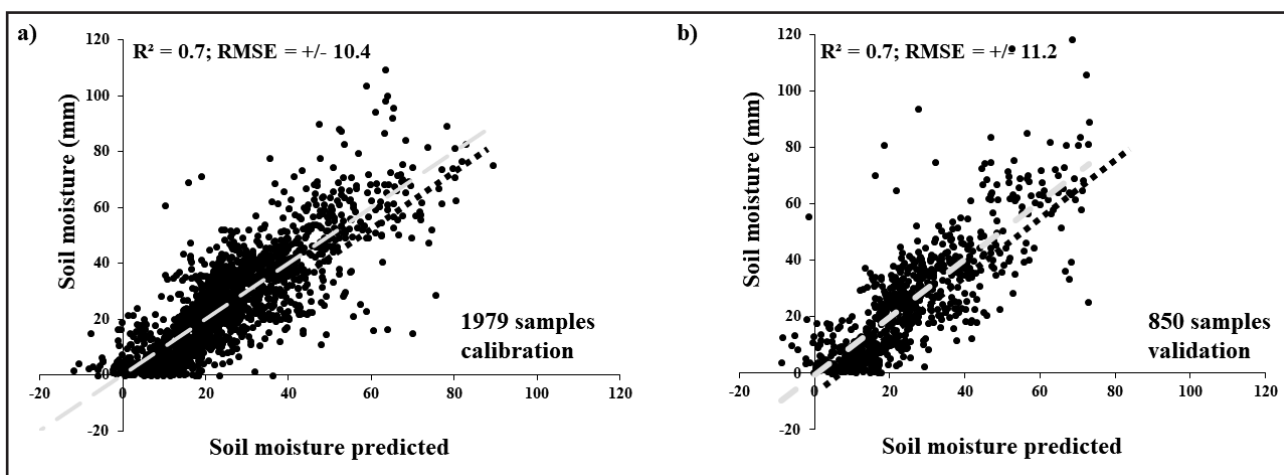 a)
R² = 0.7; RMSE = +/- 10.4
120
100
80
60
40
20
0
-20
Soil moisture (mm)
1979 samples
calibration
-20 0 20 40 60 80 100 120
Soil moisture predicted
b)
R² = 0.7; RMSE = +/- 11.2
120
100
80
60
40
20
0
-20
Soil moisture (mm)
850 samples
validation
-20 0 20 40 60 80 100 120
Soil moisture predicted